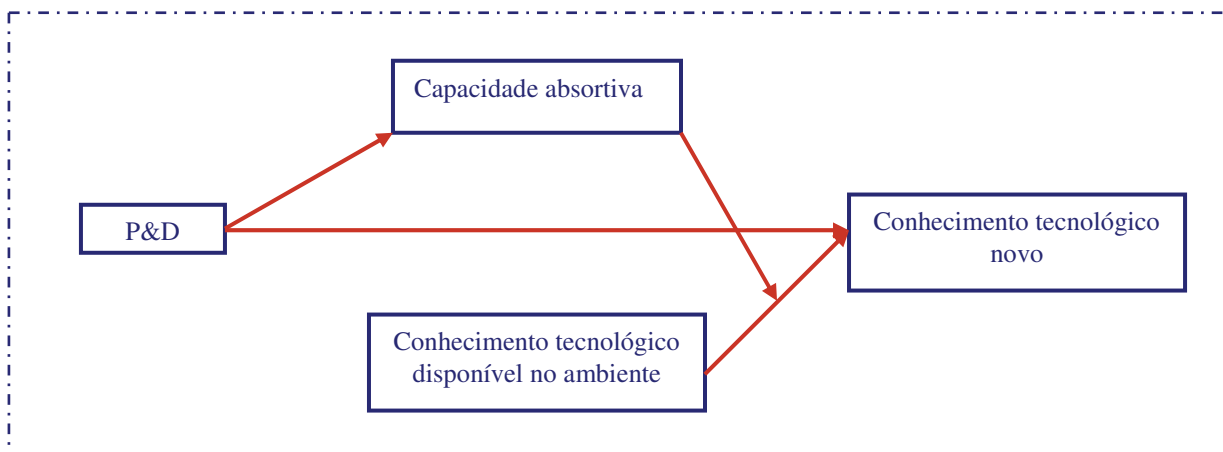 Capacidade absortiva
P&D
Conhecimento tecnológico
novo
Conhecimento tecnológico
disponível no ambiente